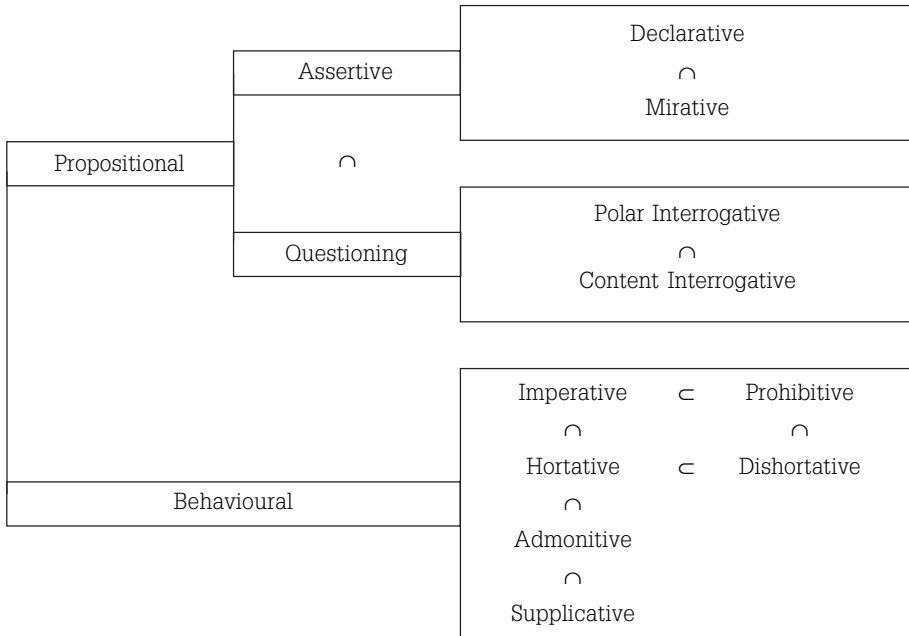 Declarative
Assertive ∩
Mirative
Propositional ∩
Polar Interrogative
Questioning ∩
Content Interrogative
Imperative ⊂ Prohibitive
∩ ∩
Hortative ⊂ Dishortative
Behavioural ∩
Admonitive
∩
Supplicative